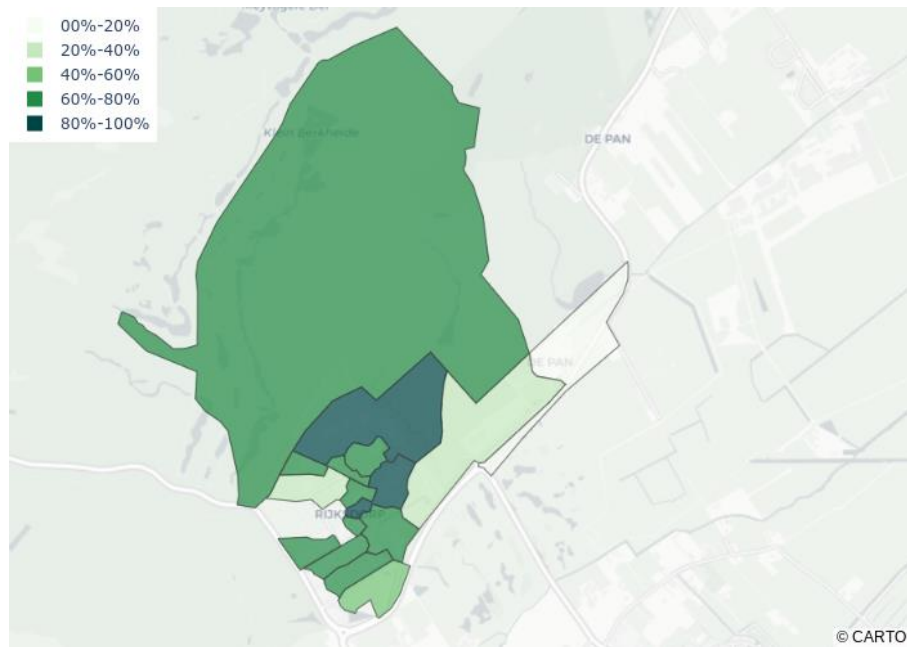 00%-20%
20%-40%
40%-60%
60%-80%
80%-100%
Klein Berkheide
DE PAN
DE PAN
© CARTO